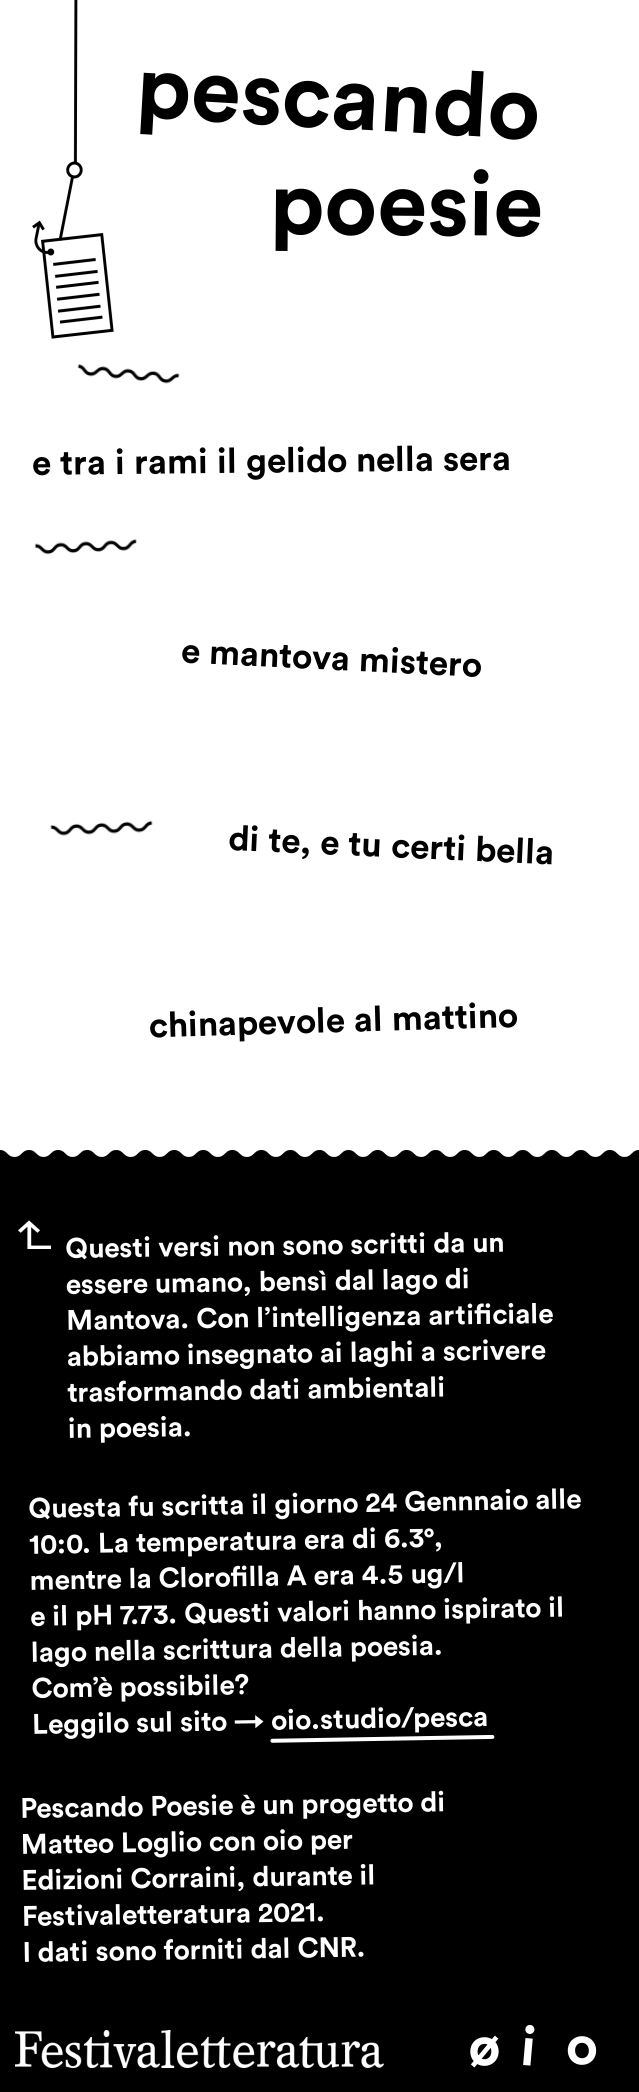 pescando
poesie
e tra i rami il gelido nella sera
e mantova mistero
di te, e tu certi bella
chinapevole al mattino
Questi versi non sono scritti da un
essere umano, bensì dal lago di
Mantova. Con l’intelligenza artificiale
abbiamo insegnato ai laghi a scrivere
trasformando dati ambientali
in poesia.
Questa fu scritta il giorno 24 Gennnaio alle
10:0. La temperatura era di 6.3°,
mentre la Clorofilla A era 4.5 ug/l
e il pH 7.73. Questi valori hanno ispirato il
lago nella scrittura della poesia.
Com’è possibile?
Leggilo sul sito → oio.studio/pesca
Pescando Poesie è un progetto di
Matteo Loglio con oio per
Edizioni Corraini, durante il
Festivaletteratura 2021.
I dati sono forniti dal CNR.
Festivaletteratura ø i o